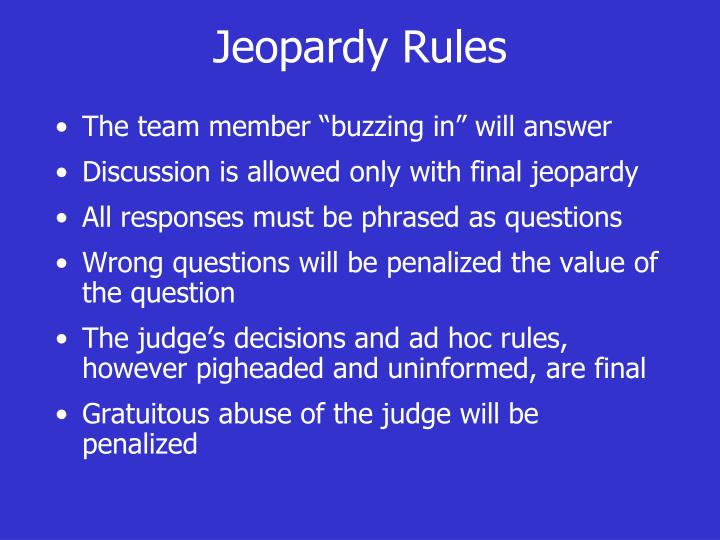 Jeopardy Rules
• The team member “buzzing in” will answer
• Discussion is allowed only with final jeopardy
• All responses must be phrased as questions
• Wrong questions will be penalized the value of
the question
• The judge’s decisions and ad hoc rules,
however pigheaded and uninformed, are final
• Gratuitous abuse of the judge will be
penalized